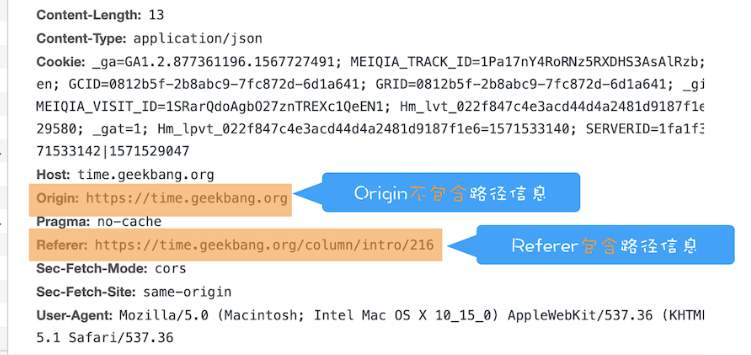 Content-Length: 13
Content-Type: application/json
Cookie: _ga=GA1.2.877361196.1567727491; MEIQIA_TRACK_ID=1Pa17nY4RoRNz5RXDHS3AsAlRzb;
en; GCID=0812b5f-2b8abc9-7fc872d-6d1a641; GRID=0812b5f-2b8abc9-7fc872d-6d1a641; _gi
MEIQIA_VISIT_ID=1SRarQdoAgbO27znTREXc1QeEN1; Hm_lvt_022f847c4e3acd44d4a2481d9187f1e
29580; _gat=1; Hm_lpvt_022f847c4e3acd44d4a2481d9187f1e6=1571533140; SERVERID=1fa1f3
71533142|1571529047
Host: time.geekbang.org
Origin: https://time.geekbang.org
Origin不包含路径信息
Pragma: no-cache
Referer: https://time.geekbang.org/column/intro/216
Referer包含路径信息
Sec-Fetch-Mode: cors
Sec-Fetch-Site: same-origin
User-Agent: Mozilla/5.0 (Macintosh; Intel Mac OS X 10_15_0) AppleWebKit/537.36 (KHTM
5.1 Safari/537.36